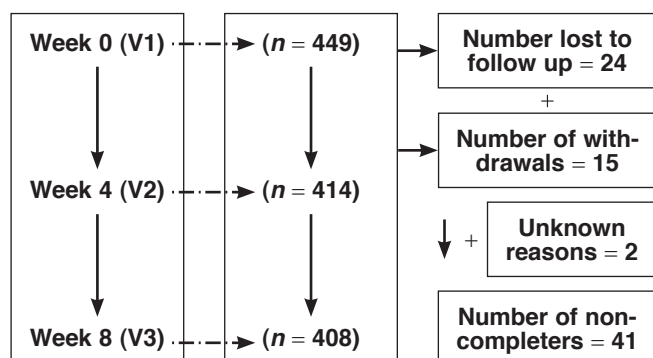 Week 0 (V1)
(n = 449)
Number lost to
follow up = 24
+
Number of with-
drawals = 15
Week 4 (V2)
(n = 414)
+
Unknown
reasons = 2
Week 8 (V3)
(n = 408)
Number of non-
completers = 41